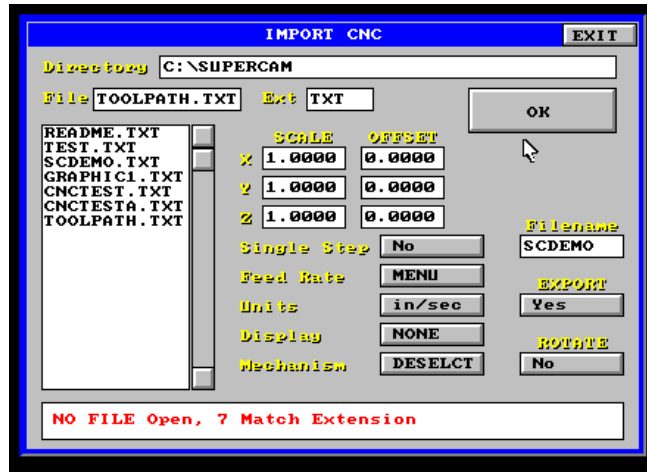 IMPORT CNC EXIT
Directory C:\SUPERCAM
File TOOLPATH.TXT Ext TXT
OK
README.TXT
TEST.TXT
SCDEMO.TXT
GRAPHIC1.TXT
CNCTEST.TXT
CNCTESTA.TXT
TOOLPATH.TXT
SCALE OFFSET
X 1.0000 0.0000
Y 1.0000 0.0000
Z 1.0000 0.0000
Single Step No
Feed Rate MENU
Units in/sec
Display NONE
Mechanism DESELCT
Filename
SCDEMO
EXPORT
Yes
ROTATE
No
NO FILE Open, 7 Match Extension